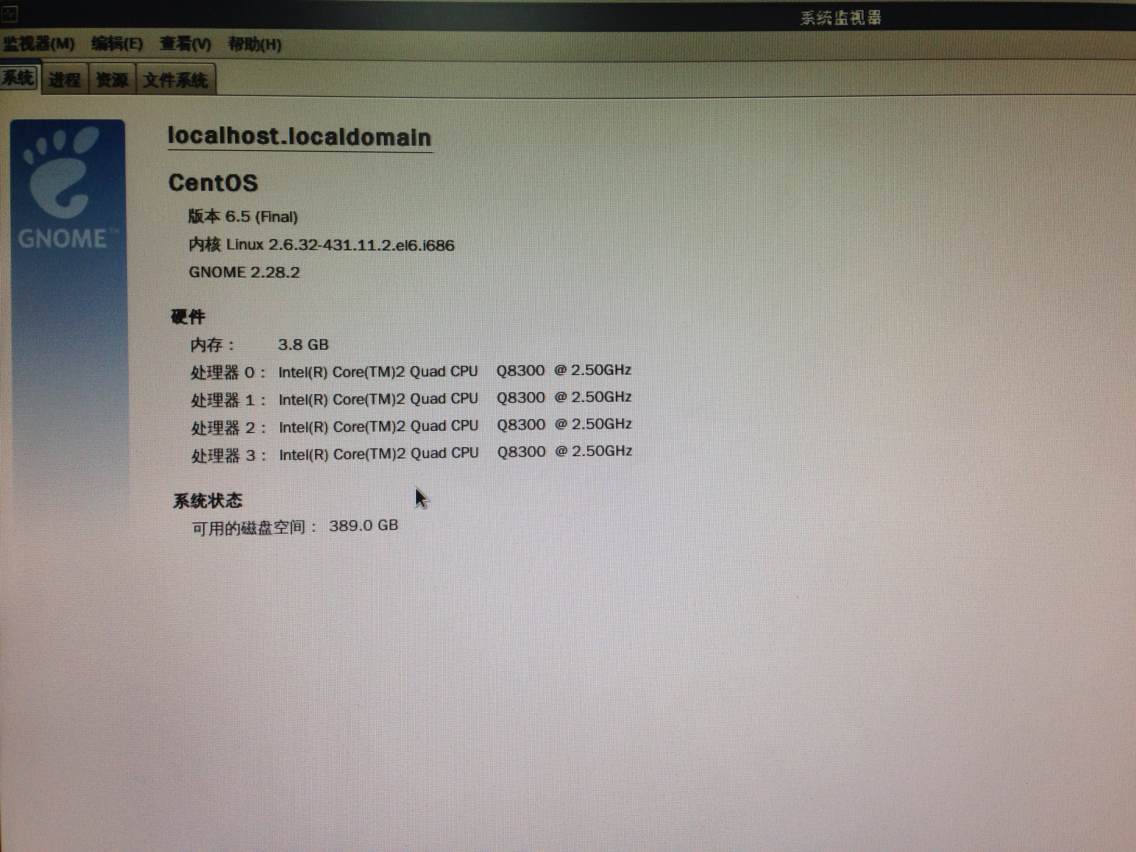 系统监视器
监视器(M) 编辑(E) 查看(V) 帮助(H)
系统 进程 资源 文件系统
GNOME™
localhost.localdomain
CentOS
版本 6.5 (Final)
内核 Linux 2.6.32-431.11.2.el6.i686
GNOME 2.28.2
硬件
内存： 3.8 GB
处理器 0： Intel(R) Core(TM)2 Quad CPU Q8300 @ 2.50GHz
处理器 1： Intel(R) Core(TM)2 Quad CPU Q8300 @ 2.50GHz
处理器 2： Intel(R) Core(TM)2 Quad CPU Q8300 @ 2.50GHz
处理器 3： Intel(R) Core(TM)2 Quad CPU Q8300 @ 2.50GHz
系统状态
可用的磁盘空间： 389.0 GB